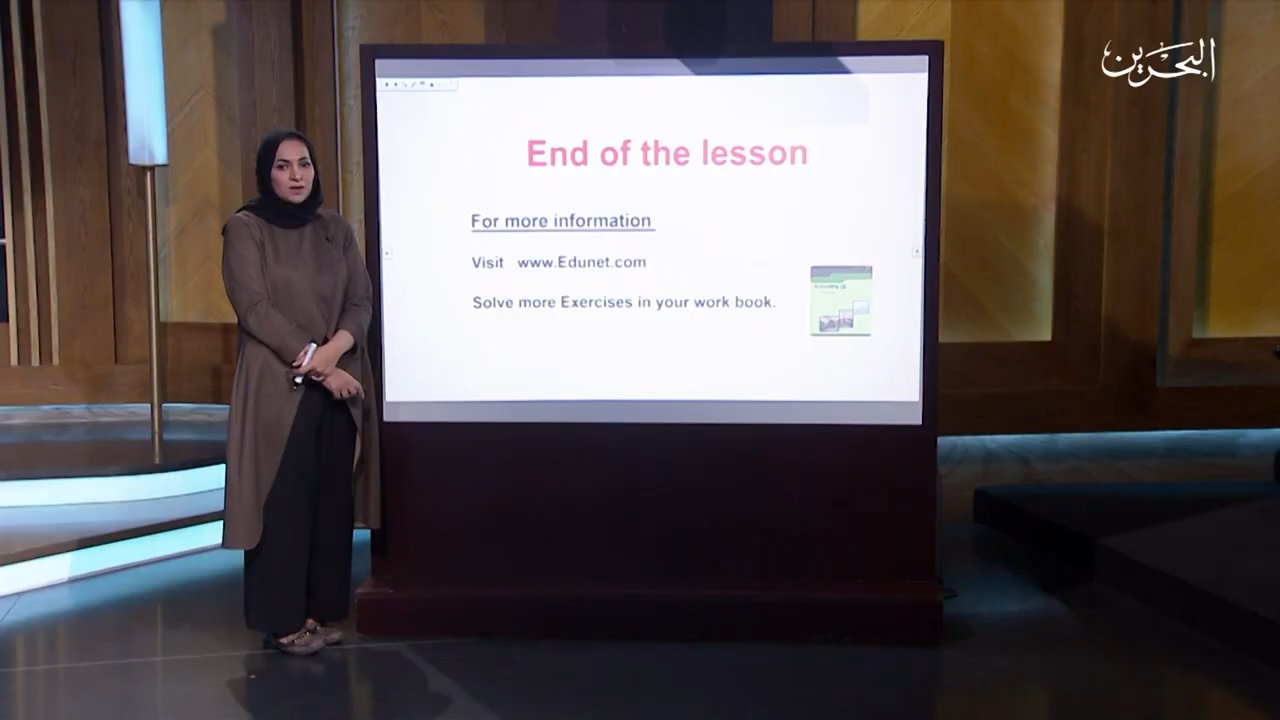 البحرين
End of the lesson
For more information
Visit www.Edunet.com
Solve more Exercises in your work book.